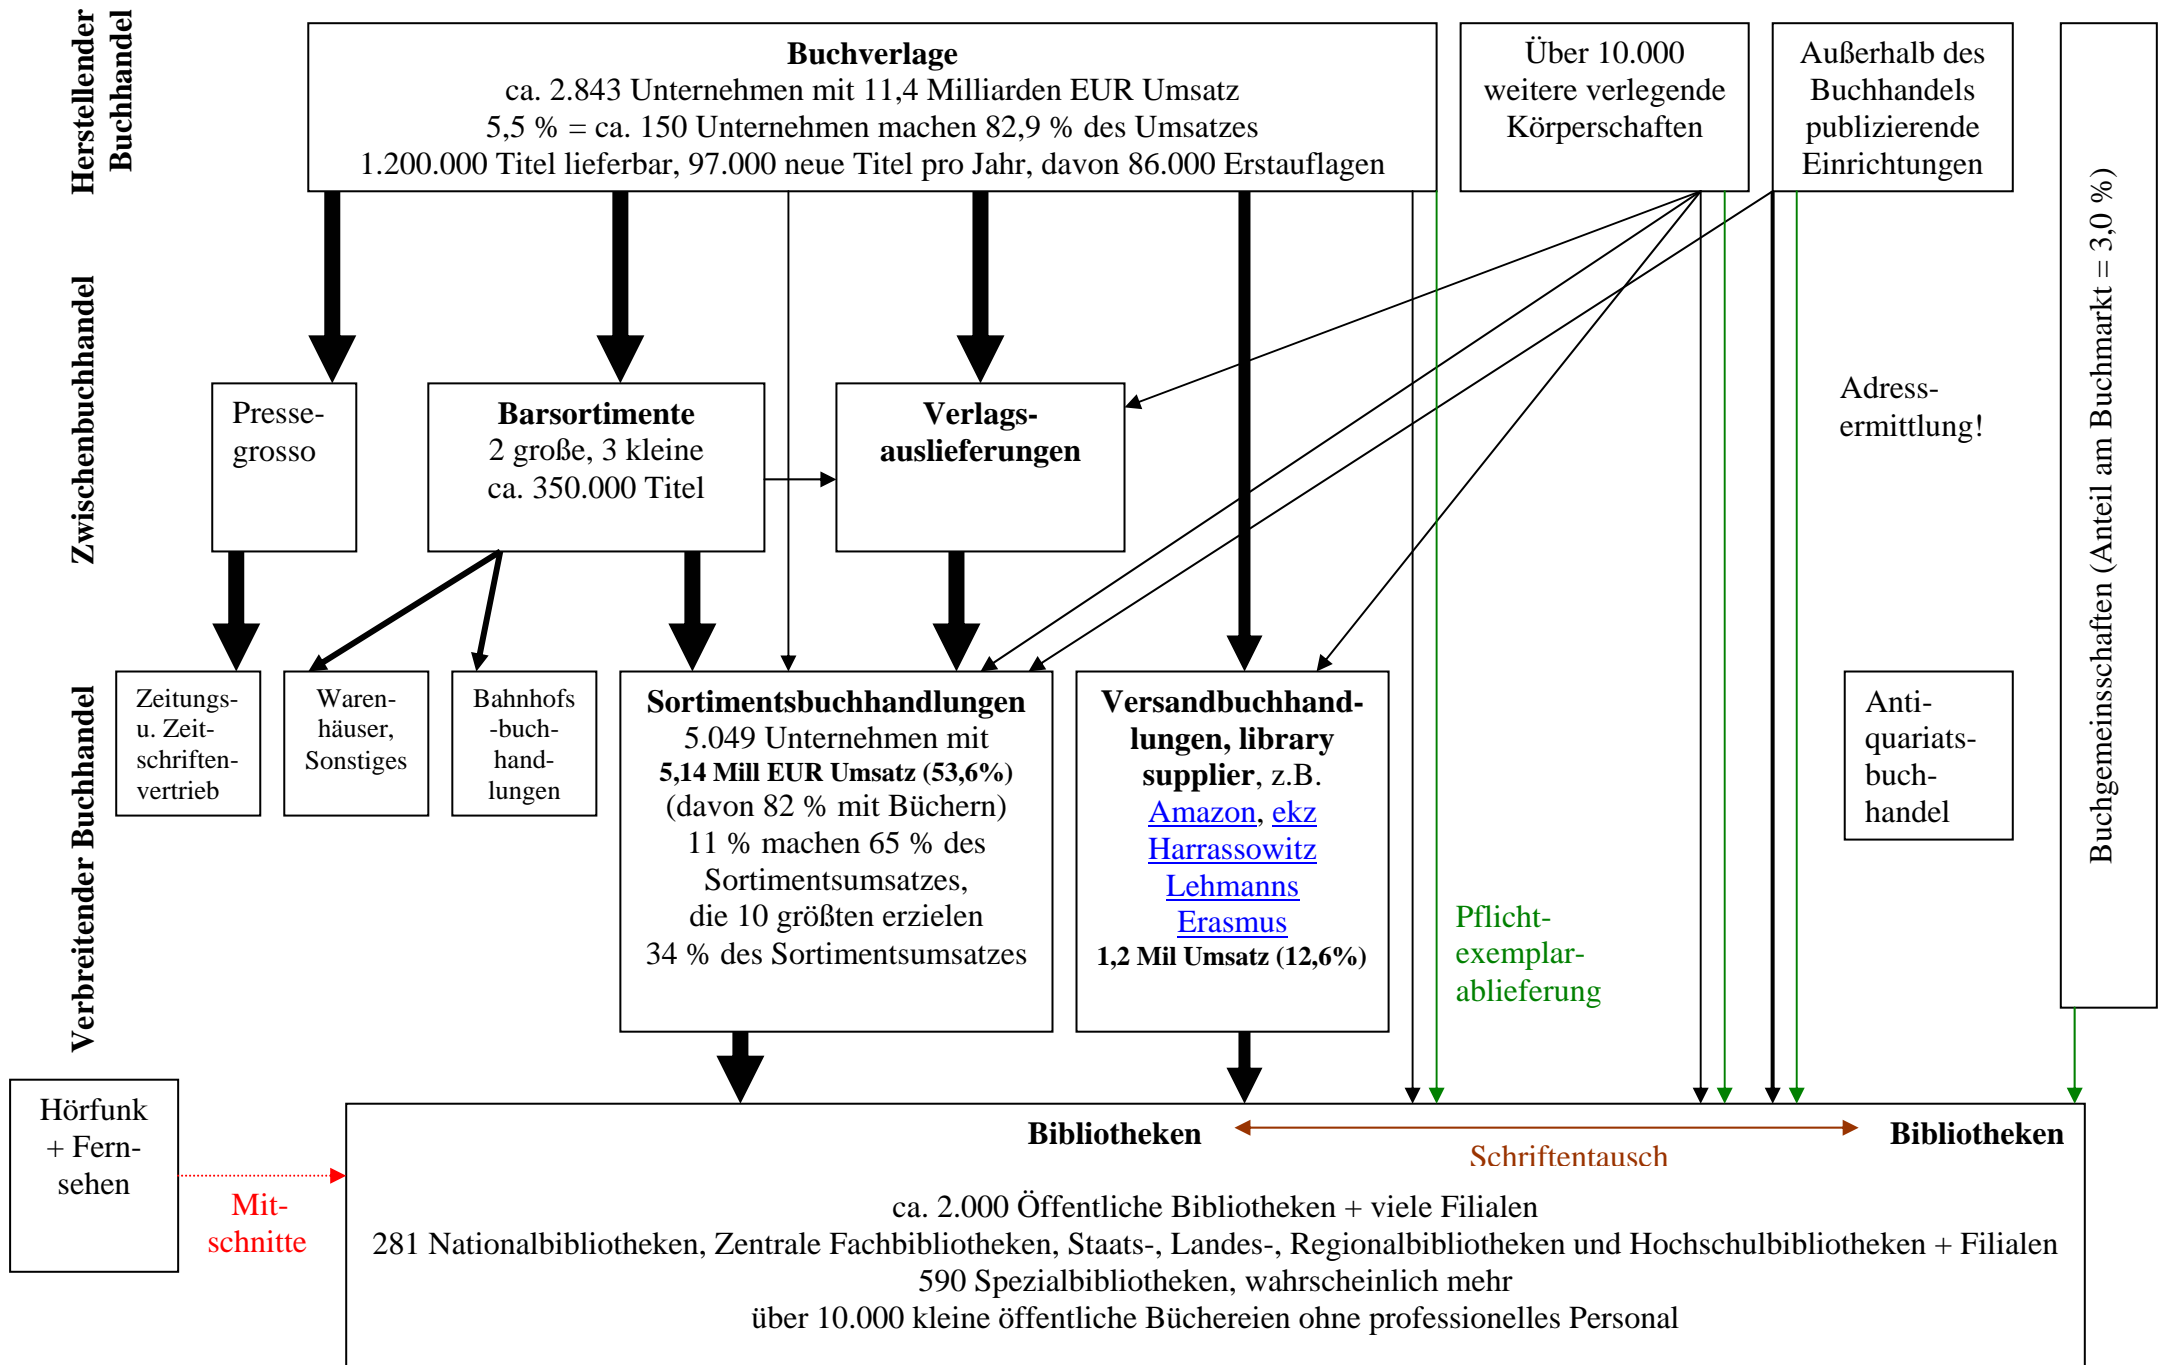 Herstellender
Buchhandel
Buchverlage
ca. 2.843 Unternehmen mit 11,4 Milliarden EUR Umsatz
5,5 % = ca. 150 Unternehmen machen 82,9 % des Umsatzes
1.200.000 Titel lieferbar, 97.000 neue Titel pro Jahr, davon 86.000 Erstauflagen
Über 10.000
weitere verlegende
Körperschaften
Außerhalb des
Buchhandels
publizierende
Einrichtungen
Buchgemeinsschaften (Anteil am Buchmarkt = 3,0 %)
Zwischenbuchhandel
Presse-
grosso
Barsortimente
2 große, 3 kleine
ca. 350.000 Titel
Verlags-
auslieferungen
Adress-
ermittlung!
Verbreitender Buchhandel
Zeitungs-
u. Zeit-
schriften-
vertrieb
Waren-
häuser,
Sonstiges
Bahnhofs
-buch-
hand-
lungen
Sortimentsbuchhandlungen
5.049 Unternehmen mit
5,14 Mill EUR Umsatz (53,6%)
(davon 82 % mit Büchern)
11 % machen 65 % des
Sortimentsumsatzes,
die 10 größten erzielen
34 % des Sortimentsumsatzes
Versandbuchhand-
lungen, library
supplier, z.B.
Amazon, ekz
Harrassowitz
Lehmanns
Erasmus
1,2 Mil Umsatz (12,6%)
Pflicht-
exemplar-
ablieferung
Anti-
quariats-
buch-
handel
Hörfunk
+ Fern-
sehen
Mit-
schnitte
Bibliotheken
Schriftentausch
Bibliotheken
ca. 2.000 Öffentliche Bibliotheken + viele Filialen
281 Nationalbibliotheken, Zentrale Fachbibliotheken, Staats-, Landes-, Regionalbibliotheken und Hochschulbibliotheken + Filialen
590 Spezialbibliotheken, wahrscheinlich mehr
über 10.000 kleine öffentliche Büchereien ohne professionelles Personal